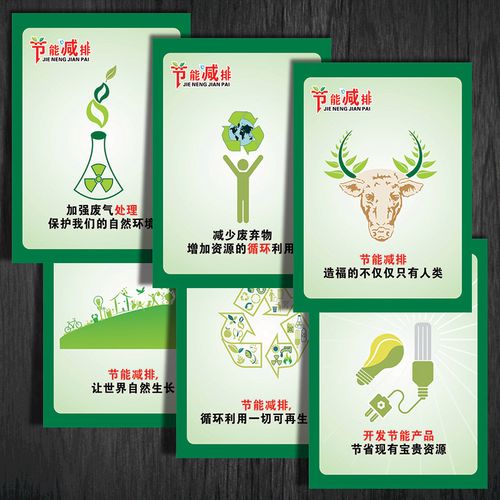 节能减排
JIE NENG JIAN PAI
加强废气处理
保护我们的自然环境
节能减排
JIE NENG JIAN PAI
减少废弃物
增加资源的循环利用
节能减排
JIE NENG JIAN PAI
节能减排
造福的不仅仅只有人类
节能减排,
让世界自然生长
节能减排,
循环利用一切可再生
开发节能产品
节省现有宝贵资源